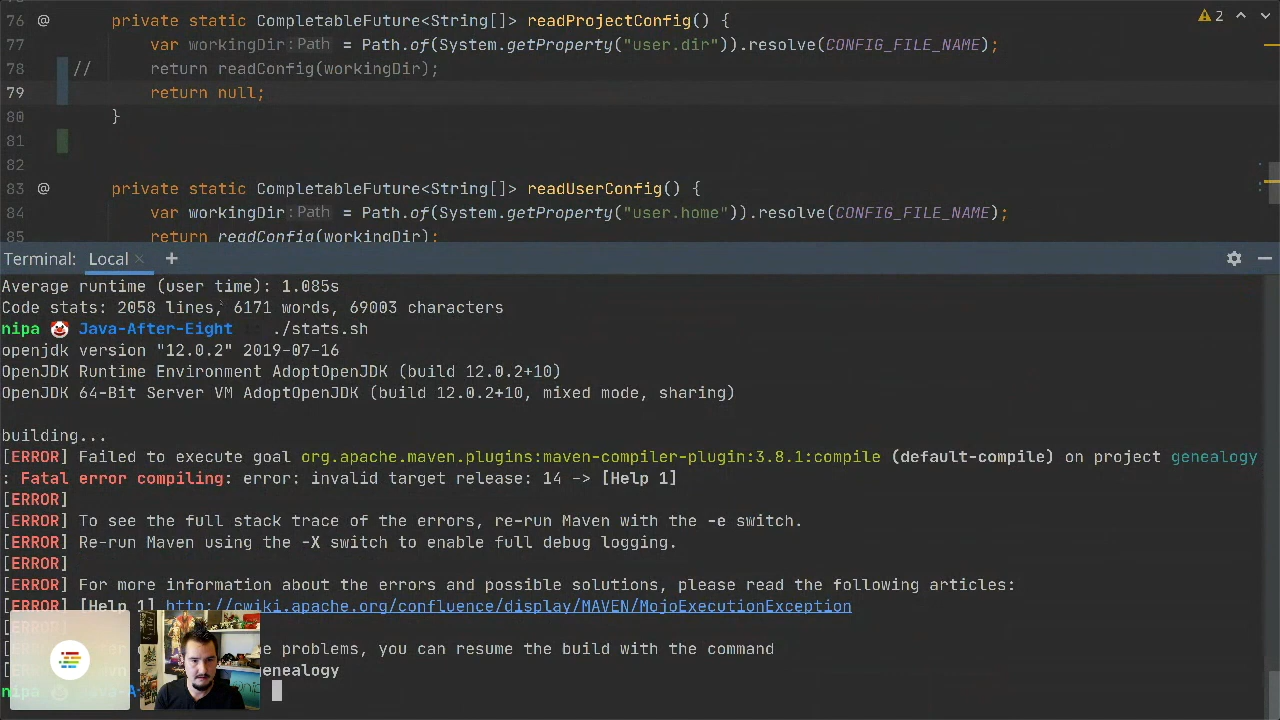 76 @ private static CompletableFuture<String[]> readProjectConfig() {
77 var workingDir: Path = Path.of(System.getProperty("user.dir")).resolve(CONFIG_FILE_NAME);
78 // return readConfig(workingDir);
79 return null;
80 }
81
82
83 @ private static CompletableFuture<String[]> readUserConfig() {
84 var workingDir: Path = Path.of(System.getProperty("user.home")).resolve(CONFIG_FILE_NAME);
85 return readConfig(workingDir);
2
Terminal: Local × +
Average runtime (user time): 1.085s
Code stats: 2058 lines, 6171 words, 69003 characters
nipa 🤡 Java-After-Eight ./stats.sh
openjdk version "12.0.2" 2019-07-16
OpenJDK Runtime Environment AdoptOpenJDK (build 12.0.2+10)
OpenJDK 64-Bit Server VM AdoptOpenJDK (build 12.0.2+10, mixed mode, sharing)
building...
[ERROR] Failed to execute goal org.apache.maven.plugins:maven-compiler-plugin:3.8.1:compile (default-compile) on project genealogy
: Fatal error compiling: error: invalid target release: 14 -> [Help 1]
[ERROR]
[ERROR] To see the full stack trace of the errors, re-run Maven with the -e switch.
[ERROR] Re-run Maven using the -X switch to enable full debug logging.
[ERROR]
[ERROR] For more information about the errors and possible solutions, please read the following articles:
[ERROR] [Help 1] http://cwiki.apache.org/confluence/display/MAVEN/MojoExecutionException
problems, you can resume the build with the command
genealogy